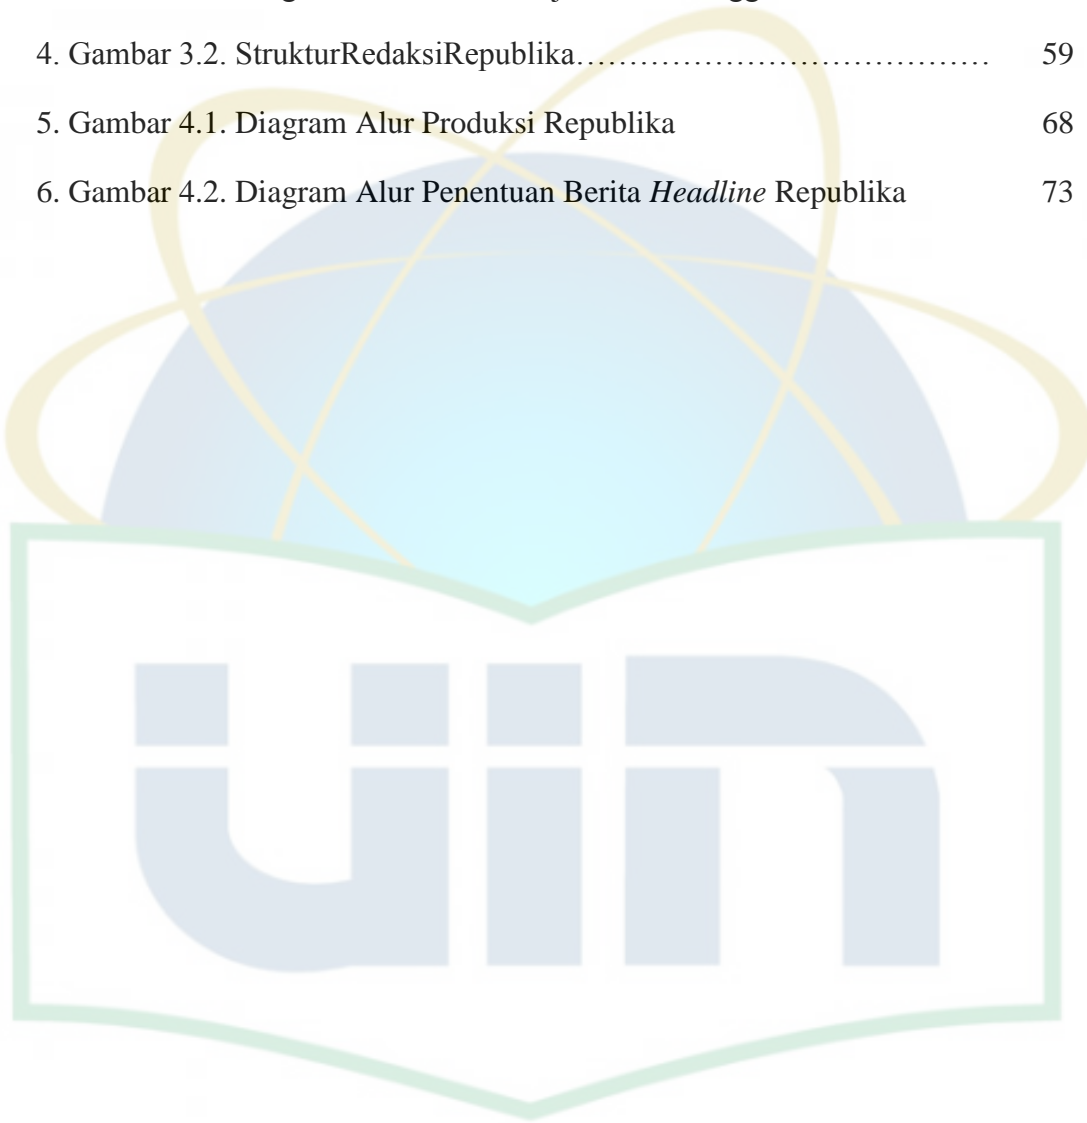 4. Gambar 3.2. StrukturRedaksiRepublika………………………………… 59
5. Gambar 4.1. Diagram Alur Produksi Republika 68
6. Gambar 4.2. Diagram Alur Penentuan Berita Headline Republika 73
uin